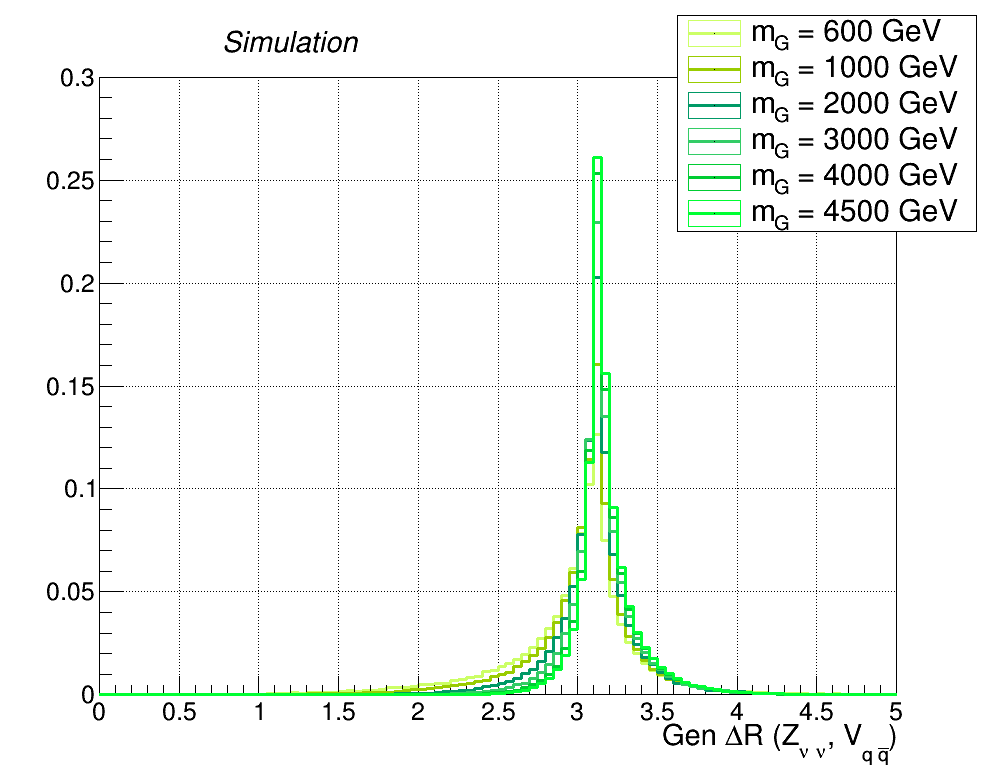 Simulation
m_G = 600 GeV
m_G = 1000 GeV
m_G = 2000 GeV
m_G = 3000 GeV
m_G = 4000 GeV
m_G = 4500 GeV
0.3
0.25
0.2
0.15
0.1
0.05
0
0 0.5 1 1.5 2 2.5 3 3.5 4 4.5 5
Gen ΔR (Z_ν ν, V_q q̅)